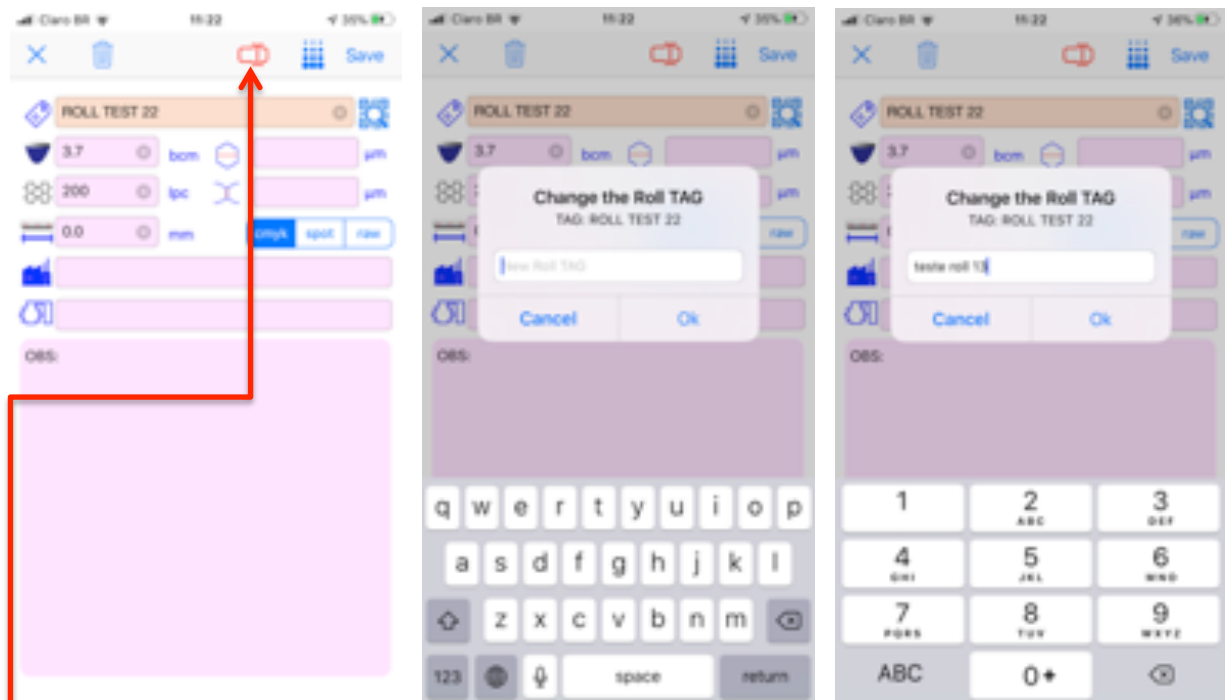 Claro BR 11:22 35%
Save
ROLL TEST 22
3.7 bcm µm
200 lpc µm
0.0 mm cmyk spot raw
OBS:
Claro BR 11:22 35%
Save
ROLL TEST 22
3.7 bcm µm
Change the Roll TAG
TAG: ROLL TEST 22
raw
New Roll TAG
Cancel Ok
OBS:
q w e r t y u i o p
a s d f g h j k l
z x c v b n m
123 space return
Claro BR 11:22 36%
Save
ROLL TEST 22
3.7 bcm µm
Change the Roll TAG
TAG: ROLL TEST 22
raw
teste roll 13
Cancel Ok
OBS:
1 2 3
ABC DEF
4 5 6
GHI JKL MNO
7 8 9
PQRS TUV WXYZ
ABC 0+